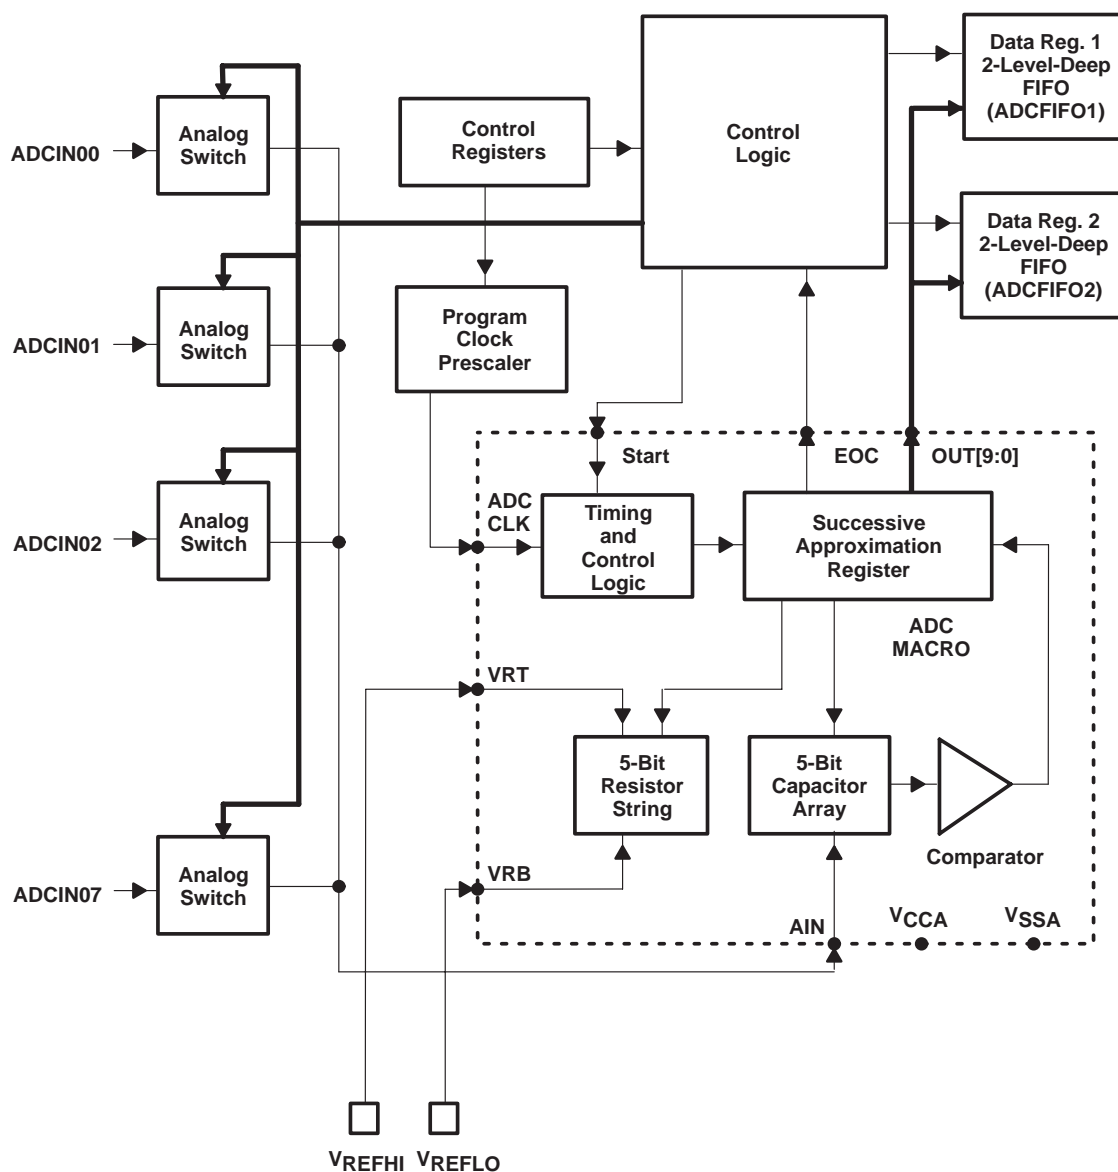 Data Reg. 1
2-Level-Deep
FIFO
(ADCFIFO1)
Analog
Switch
ADCIN00
Control
Registers
Control
Logic
Data Reg. 2
2-Level-Deep
FIFO
(ADCFIFO2)
Analog
Switch
ADCIN01
Program
Clock
Prescaler
Start
EOC
OUT[9:0]
Analog
Switch
ADCIN02
ADC
CLK
Timing
and
Control
Logic
Successive
Approximation
Register
ADC
MACRO
VRT
5-Bit
Resistor
String
5-Bit
Capacitor
Array
Comparator
Analog
Switch
ADCIN07
VRB
AIN
VCCA
VSSA
VREFHI
VREFLO